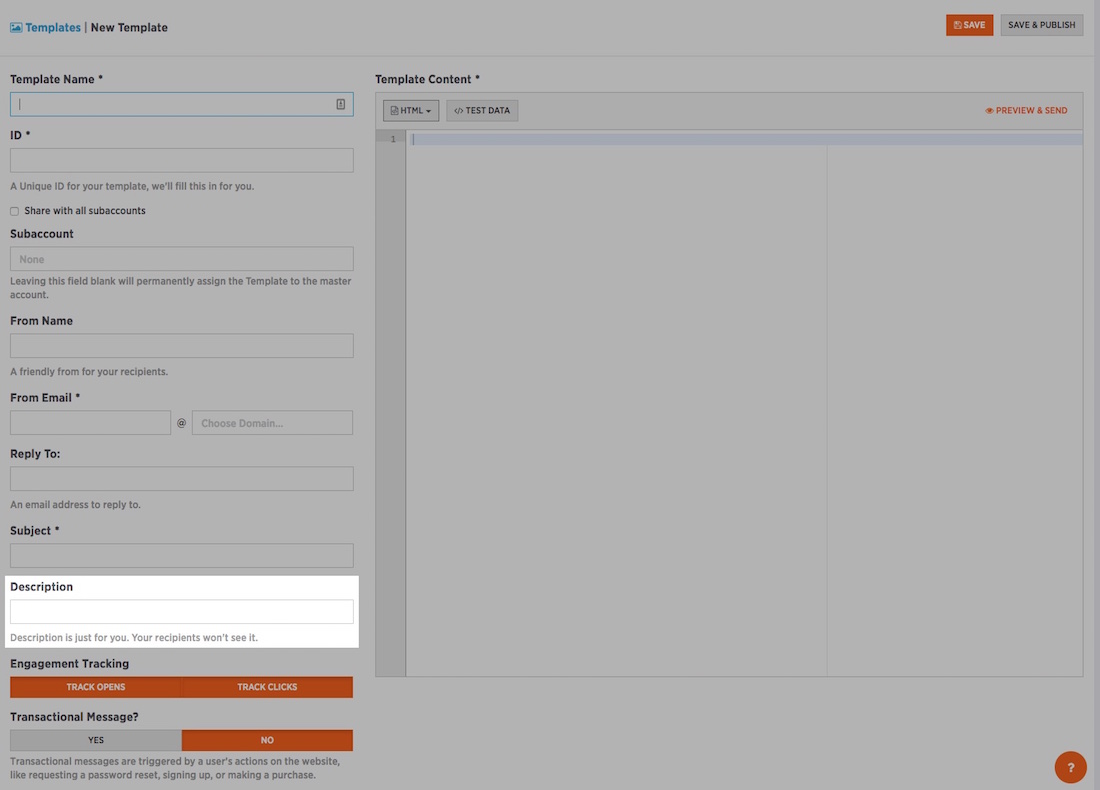 Templates | New Template
SAVE
SAVE & PUBLISH
Template Name *
ID *
A Unique ID for your template, we'll fill this in for you.
Share with all subaccounts
Subaccount
None
Leaving this field blank will permanently assign the Template to the master
account.
From Name
A friendly from for your recipients.
From Email *
@ Choose Domain...
Reply To:
An email address to reply to.
Subject *
Description
Description is just for you. Your recipients won't see it.
Engagement Tracking
TRACK OPENS
TRACK CLICKS
Transactional Message?
YES
NO
Transactional messages are triggered by a user's actions on the website,
like requesting a password reset, signing up, or making a purchase.
Template Content *
HTML
</> TEST DATA
PREVIEW & SEND
1
?